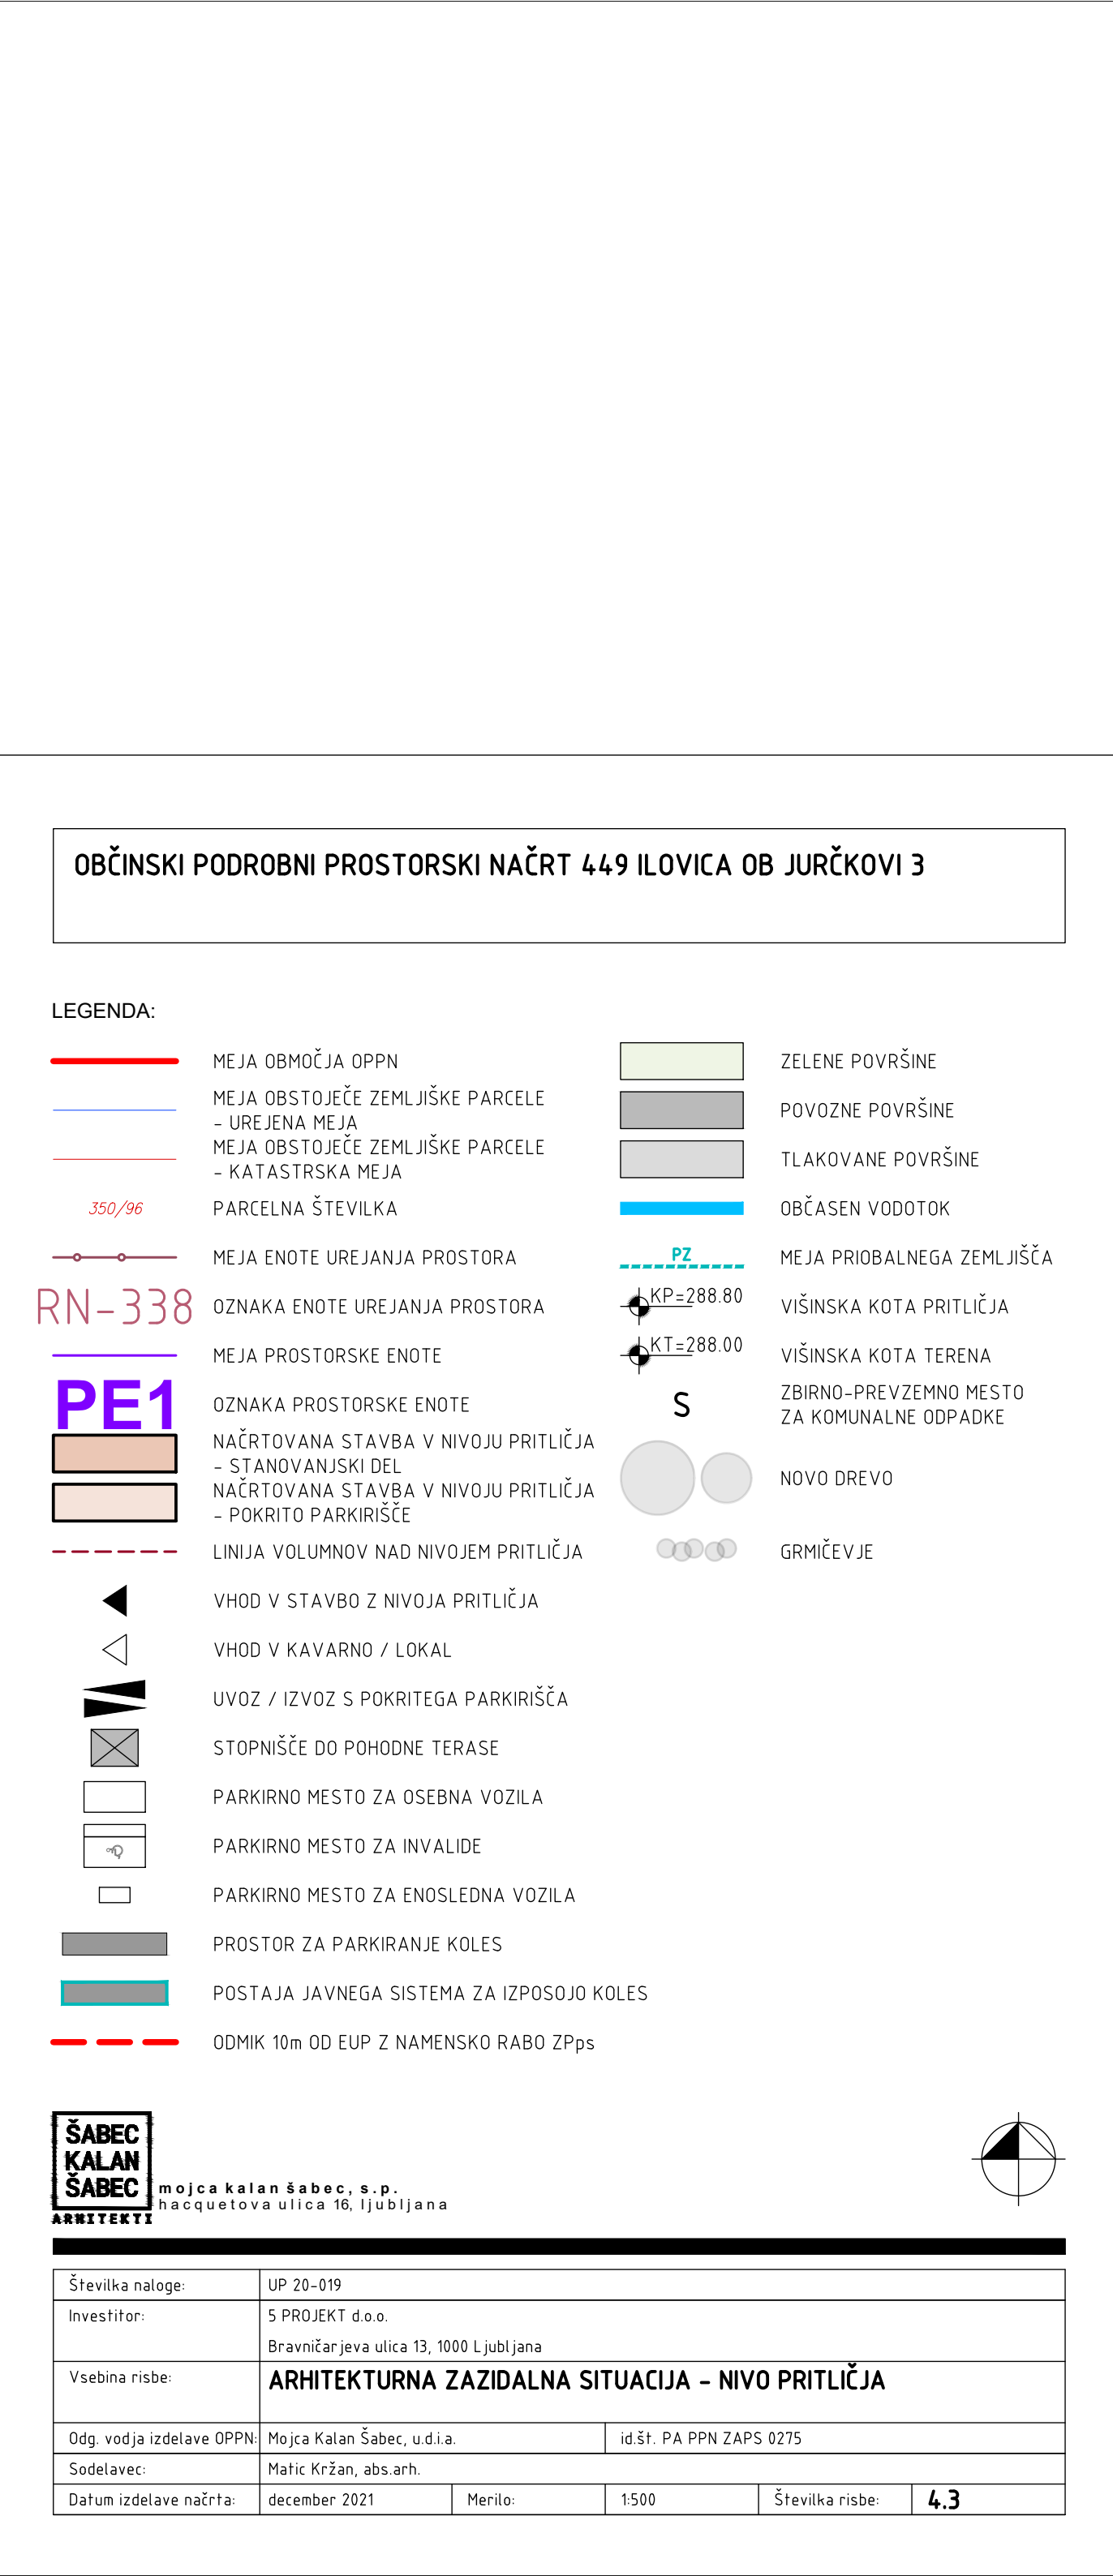 OBČINSKI PODROBNI PROSTORSKI NAČRT 449 ILOVICA OB JURČKOVI 3
LEGENDA:
MEJA OBMOČJA OPPN
MEJA OBSTOJEČE ZEMLJIŠKE PARCELE
- UREJENA MEJA
MEJA OBSTOJEČE ZEMLJIŠKE PARCELE
- KATASTRSKA MEJA
350/96 PARCELNA ŠTEVILKA
MEJA ENOTE UREJANJA PROSTORA
RN-338 OZNAKA ENOTE UREJANJA PROSTORA
MEJA PROSTORSKE ENOTE
PE1 OZNAKA PROSTORSKE ENOTE
NAČRTOVANA STAVBA V NIVOJU PRITLIČJA
- STANOVANJSKI DEL
NAČRTOVANA STAVBA V NIVOJU PRITLIČJA
- POKRITO PARKIRIŠČE
LINIJA VOLUMNOV NAD NIVOJEM PRITLIČJA
VHOD V STAVBO Z NIVOJA PRITLIČJA
VHOD V KAVARNO / LOKAL
UVOZ / IZVOZ S POKRITEGA PARKIRIŠČA
STOPNIŠČE DO POHODNE TERASE
PARKIRNO MESTO ZA OSEBNA VOZILA
PARKIRNO MESTO ZA INVALIDE
PARKIRNO MESTO ZA ENOSLEDNA VOZILA
PROSTOR ZA PARKIRANJE KOLES
POSTAJA JAVNEGA SISTEMA ZA IZPOSOJO KOLES
ODMIK 10m OD EUP Z NAMENSKO RABO ZPps
ZELENE POVRŠINE
POVOZNE POVRŠINE
TLAKOVANE POVRŠINE
OBČASEN VODOTOK
PZ MEJA PRIOBALNEGA ZEMLJIŠČA
KP=288.80 VIŠINSKA KOTA PRITLIČJA
KT=288.00 VIŠINSKA KOTA TERENA
S ZBIRNO-PREVZEMNO MESTO
ZA KOMUNALNE ODPADKE
NOVO DREVO
GRMIČEVJE
ŠABEC
KALAN
ŠABEC
ARHITEKTI
mojca kalan šabec, s.p.
hacquetova ulica 16, ljubljana
Številka naloge: UP 20-019
Investitor: 5 PROJEKT d.o.o.
Bravničarjeva ulica 13, 1000 Ljubljana
Vsebina risbe: ARHITEKTURNA ZAZIDALNA SITUACIJA - NIVO PRITLIČJA
Odg. vodja izdelave OPPN: Mojca Kalan Šabec, u.d.i.a. id.št. PA PPN ZAPS 0275
Sodelavec: Matic Kržan, abs.arh.
Datum izdelave načrta: december 2021 Merilo: 1:500 Številka risbe: 4.3